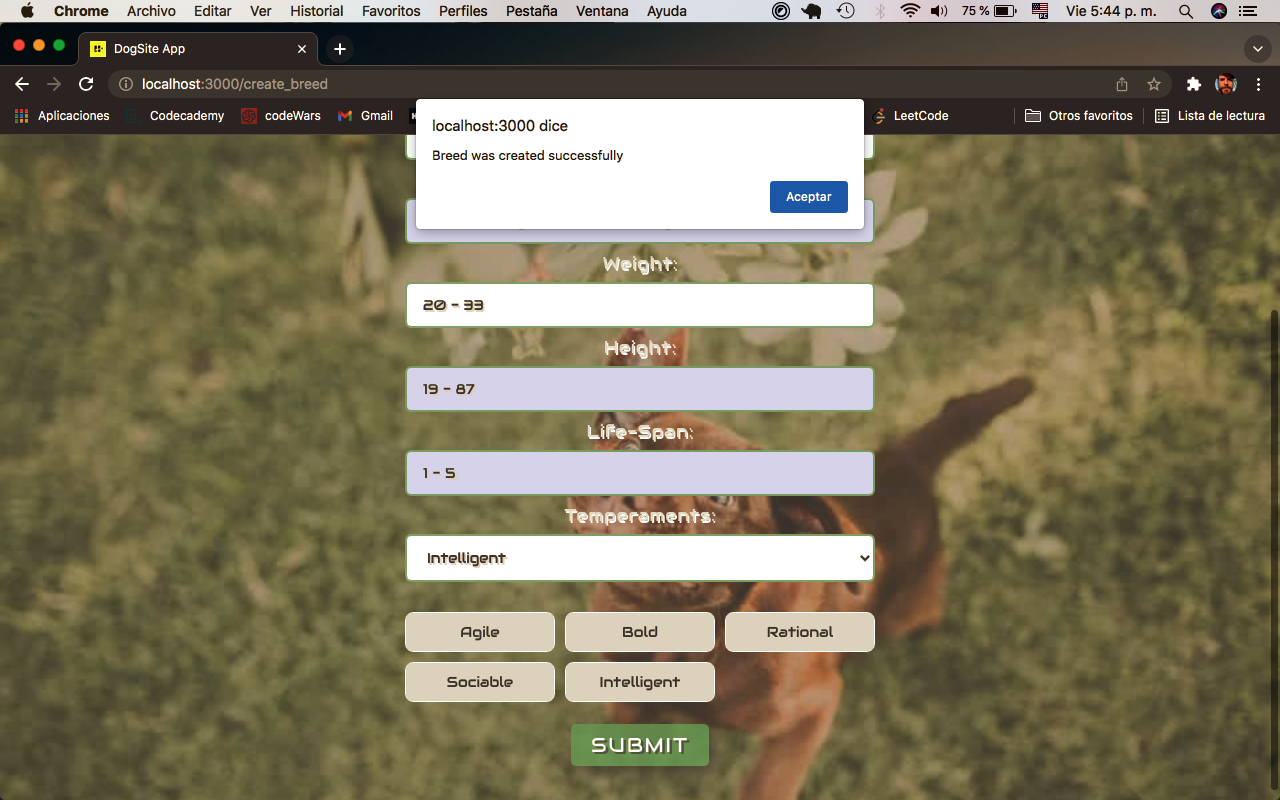 Chrome Archivo Editar Ver Historial Favoritos Perfiles Pestaña Ventana Ayuda 75 % Vie 5:44 p. m.
DogSite App
localhost:3000/create_breed
Aplicaciones Codecademy codeWars Gmail LeetCode Otros favoritos Lista de lectura
localhost:3000 dice
Breed was created successfully
Aceptar
Weight:
20 - 33
Height:
19 - 87
Life-Span:
1 - 5
Temperaments:
Intelligent
Agile Bold Rational
Sociable Intelligent
SUBMIT